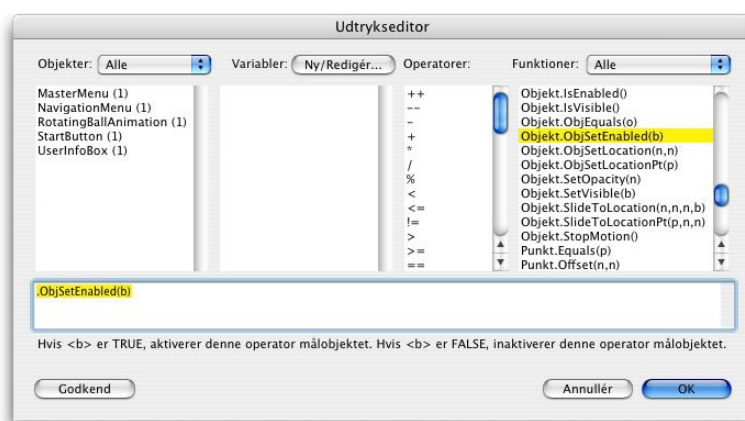 Udtrykseditor
Objekter: Alle
Variabler: Ny/Redigér...
Operatorer:
Funktioner: Alle
MasterMenu (1)
NavigationMenu (1)
RotatingBallAnimation (1)
StartButton (1)
UserInfoBox (1)
++
--
-
+
*
/
%
<
<=
!=
>
>=
==
Objekt.IsEnabled()
Objekt.IsVisible()
Objekt.ObjEquals(o)
Objekt.ObjSetEnabled(b)
Objekt.ObjSetLocation(n,n)
Objekt.ObjSetLocationPt(p)
Objekt.SetOpacity(n)
Objekt.SetVisible(b)
Objekt.SlideToLocation(n,n,n,b)
Objekt.SlideToLocationPt(p,n,n)
Objekt.StopMotion()
Punkt.Equals(p)
Punkt.Offset(n,n)
.ObjSetEnabled(b)
Hvis <b> er TRUE, aktiverer denne operator målobjektet. Hvis <b> er FALSE, inaktiverer denne operator målobjektet.
Godkend
Annullér
OK